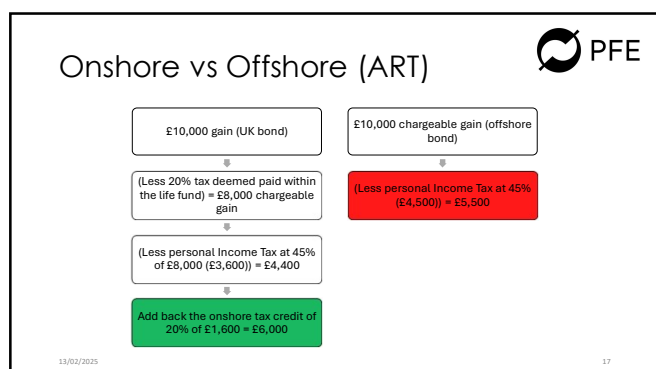 Onshore vs Offshore (ART)
PFE
£10,000 gain (UK bond)
(Less 20% tax deemed paid within
the life fund) = £8,000 chargeable
gain
(Less personal Income Tax at 45%
of £8,000 (£3,600)) = £4,400
Add back the onshore tax credit of
20% of £1,600 = £6,000
£10,000 chargeable gain (offshore
bond)
(Less personal Income Tax at 45%
(£4,500)) = £5,500
13/02/2025
17